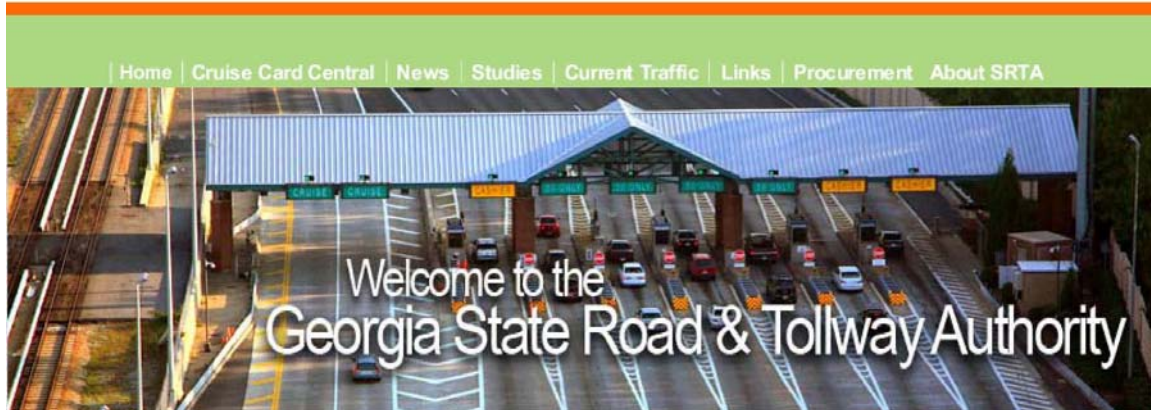 Home | Cruise Card Central | News | Studies | Current Traffic | Links | Procurement About SRTA
CRUISE CRUISE CASHIER CASHIER CASHIER
Welcome to the
Georgia State Road & Tollway Authority